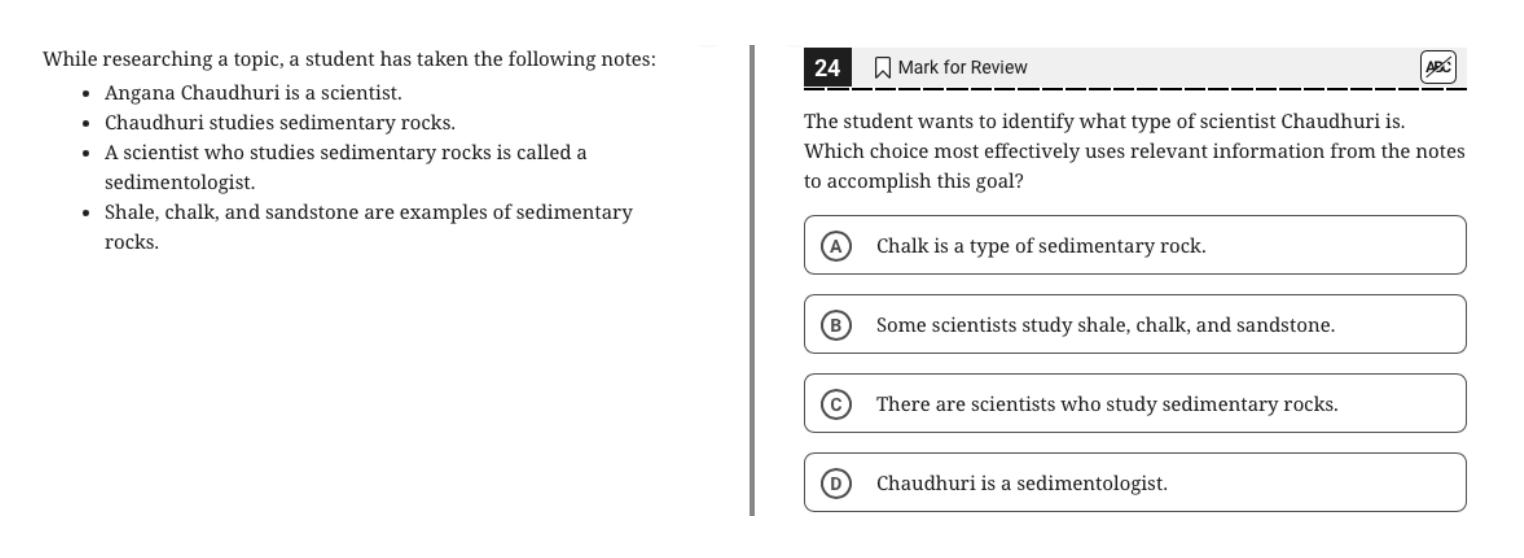 While researching a topic, a student has taken the following notes:
• Angana Chaudhuri is a scientist.
• Chaudhuri studies sedimentary rocks.
• A scientist who studies sedimentary rocks is called a
sedimentologist.
• Shale, chalk, and sandstone are examples of sedimentary
rocks.
24 Mark for Review ABC
The student wants to identify what type of scientist Chaudhuri is.
Which choice most effectively uses relevant information from the notes
to accomplish this goal?
A Chalk is a type of sedimentary rock.
B Some scientists study shale, chalk, and sandstone.
C There are scientists who study sedimentary rocks.
D Chaudhuri is a sedimentologist.